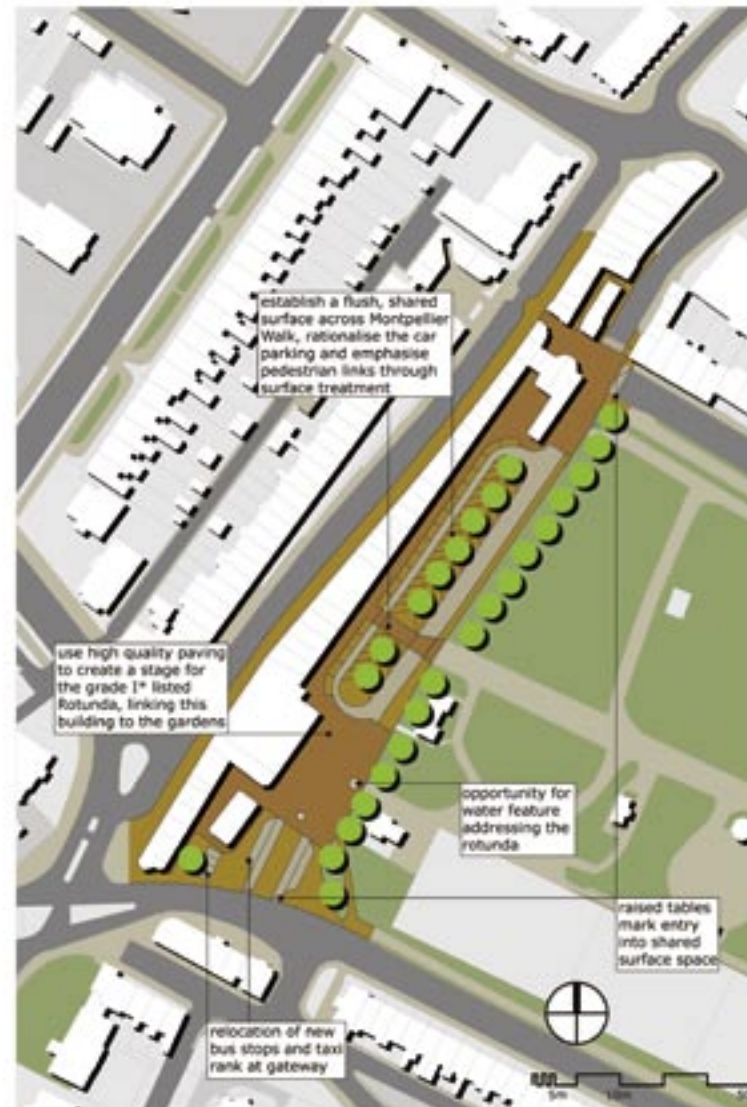 establish a flush, shared
surface across Montpellier
Walk, rationalise the car
parking and emphasise
pedestrian links through
surface treatment
use high quality paving
to create a stage for
the grade I* listed
Rotunda, linking this
building to the gardens
opportunity for
water feature
addressing the
rotunda
raised tables
mark entry
into shared
surface space
relocation of new
bus stops and taxi
rank at gateway
5m 10m